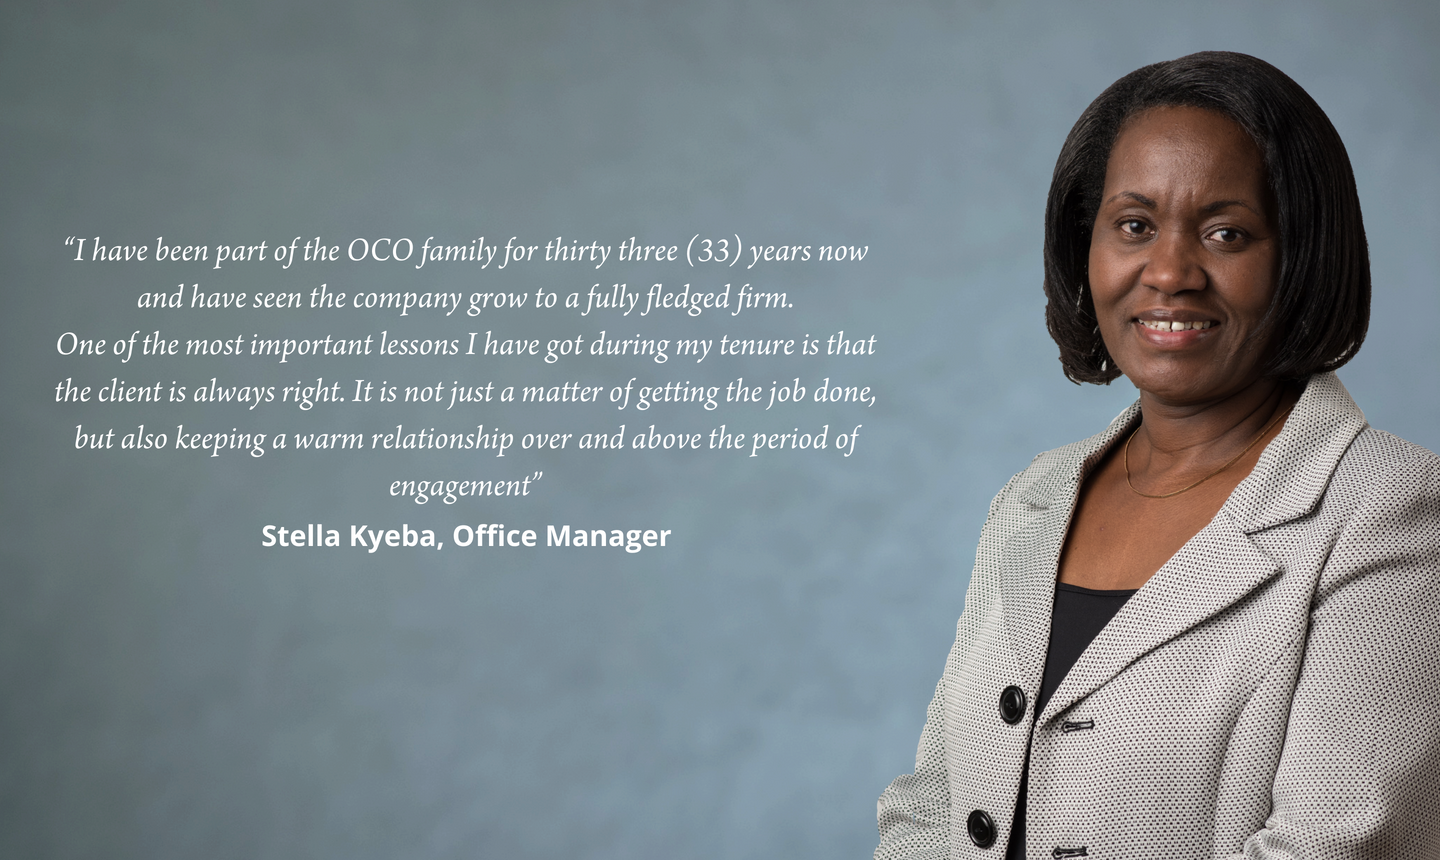 “I have been part of the OCO family for thirty three (33) years now
and have seen the company grow to a fully fledged firm.
One of the most important lessons I have got during my tenure is that
the client is always right. It is not just a matter of getting the job done,
but also keeping a warm relationship over and above the period of
engagement”
Stella Kyeba, Office Manager